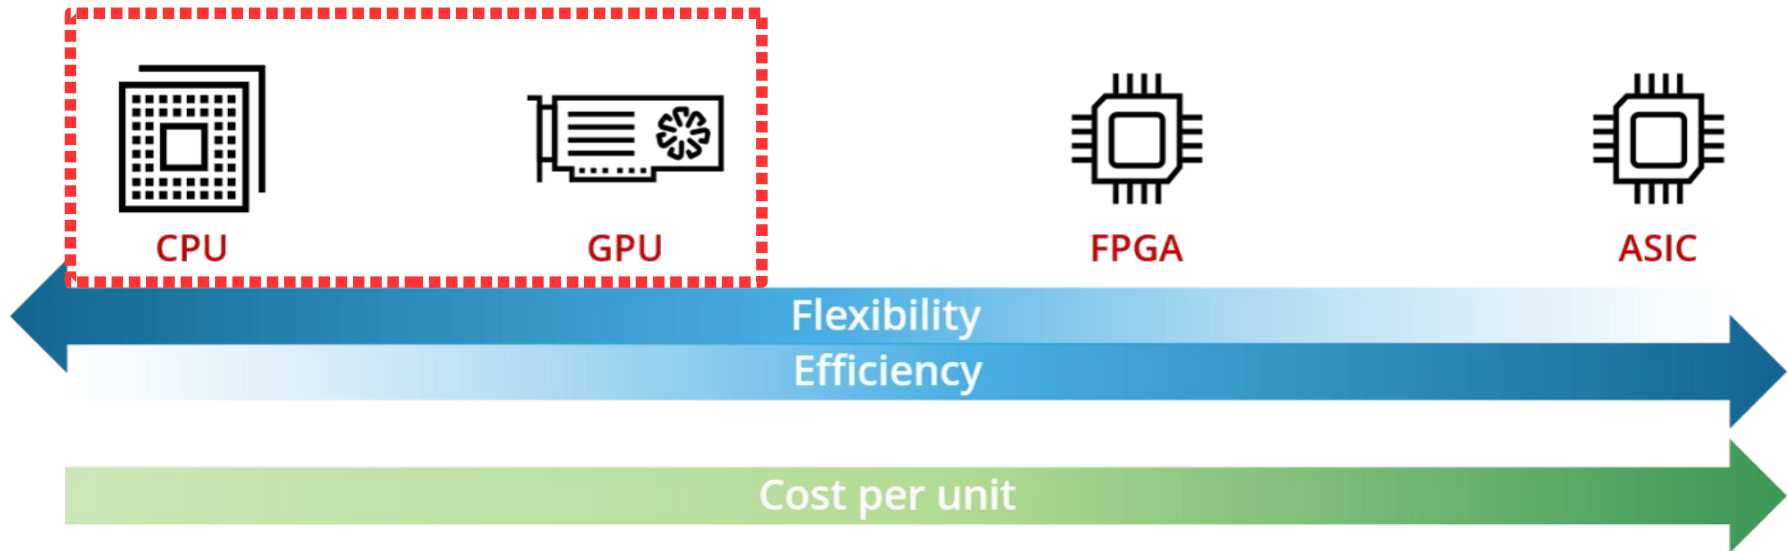 CPU
GPU
FPGA
ASIC
Flexibility
Efficiency
Cost per unit